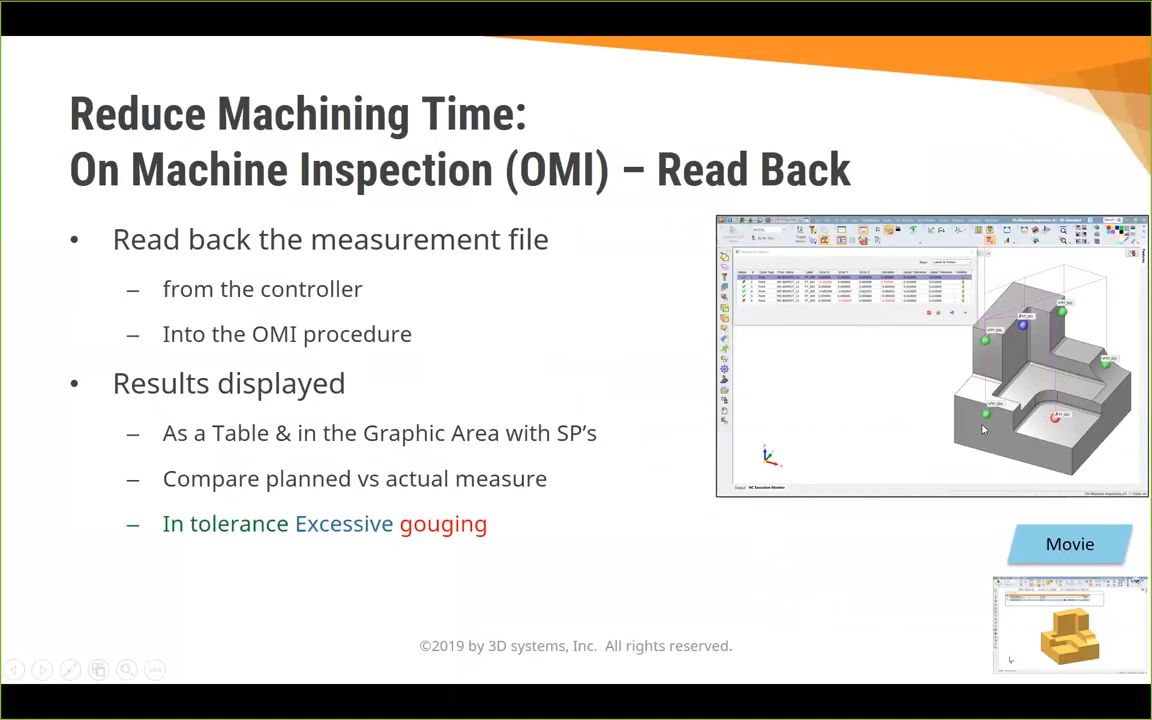 Reduce Machining Time:
On Machine Inspection (OMI) – Read Back
• Read back the measurement file
– from the controller
– Into the OMI procedure
• Results displayed
– As a Table & in the Graphic Area with SP’s
– Compare planned vs actual measure
– In tolerance Excessive gouging
Movie
©2019 by 3D systems, Inc. All rights reserved.